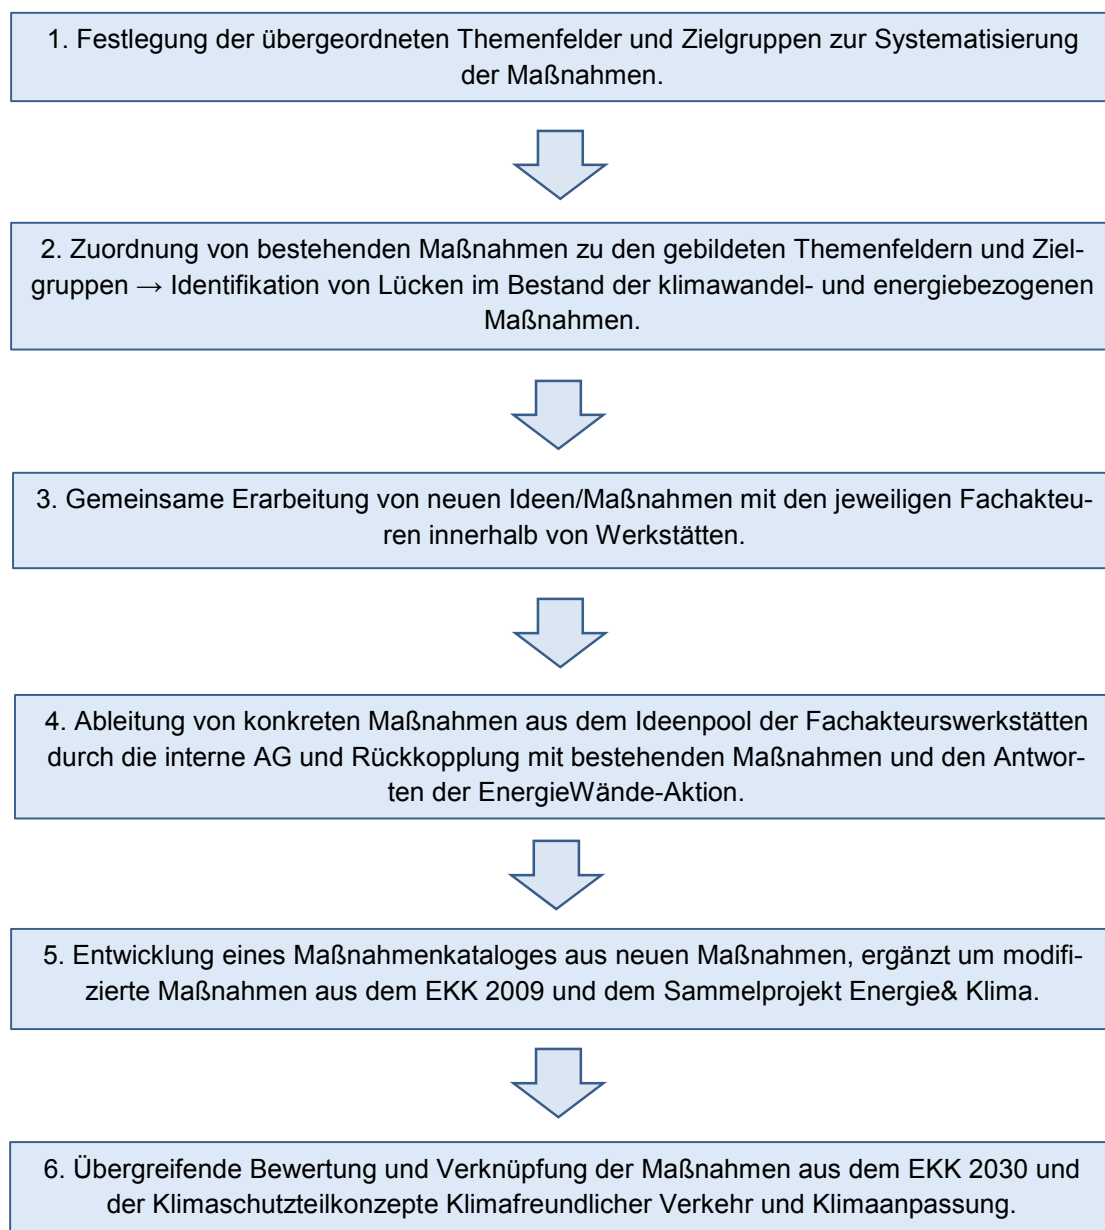 1. Festlegung der übergeordneten Themenfelder und Zielgruppen zur Systematisierung
der Maßnahmen.
2. Zuordnung von bestehenden Maßnahmen zu den gebildeten Themenfeldern und Ziel-
gruppen → Identifikation von Lücken im Bestand der klimawandel- und energiebezogenen
Maßnahmen.
3. Gemeinsame Erarbeitung von neuen Ideen/Maßnahmen mit den jeweiligen Fachakteu-
ren innerhalb von Werkstätten.
4. Ableitung von konkreten Maßnahmen aus dem Ideenpool der Fachakteurswerkstätten
durch die interne AG und Rückkopplung mit bestehenden Maßnahmen und den Antwor-
ten der EnergieWände-Aktion.
5. Entwicklung eines Maßnahmenkataloges aus neuen Maßnahmen, ergänzt um modifi-
zierte Maßnahmen aus dem EKK 2009 und dem Sammelprojekt Energie& Klima.
6. Übergreifende Bewertung und Verknüpfung der Maßnahmen aus dem EKK 2030 und
der Klimaschutzteilkonzepte Klimafreundlicher Verkehr und Klimaanpassung.